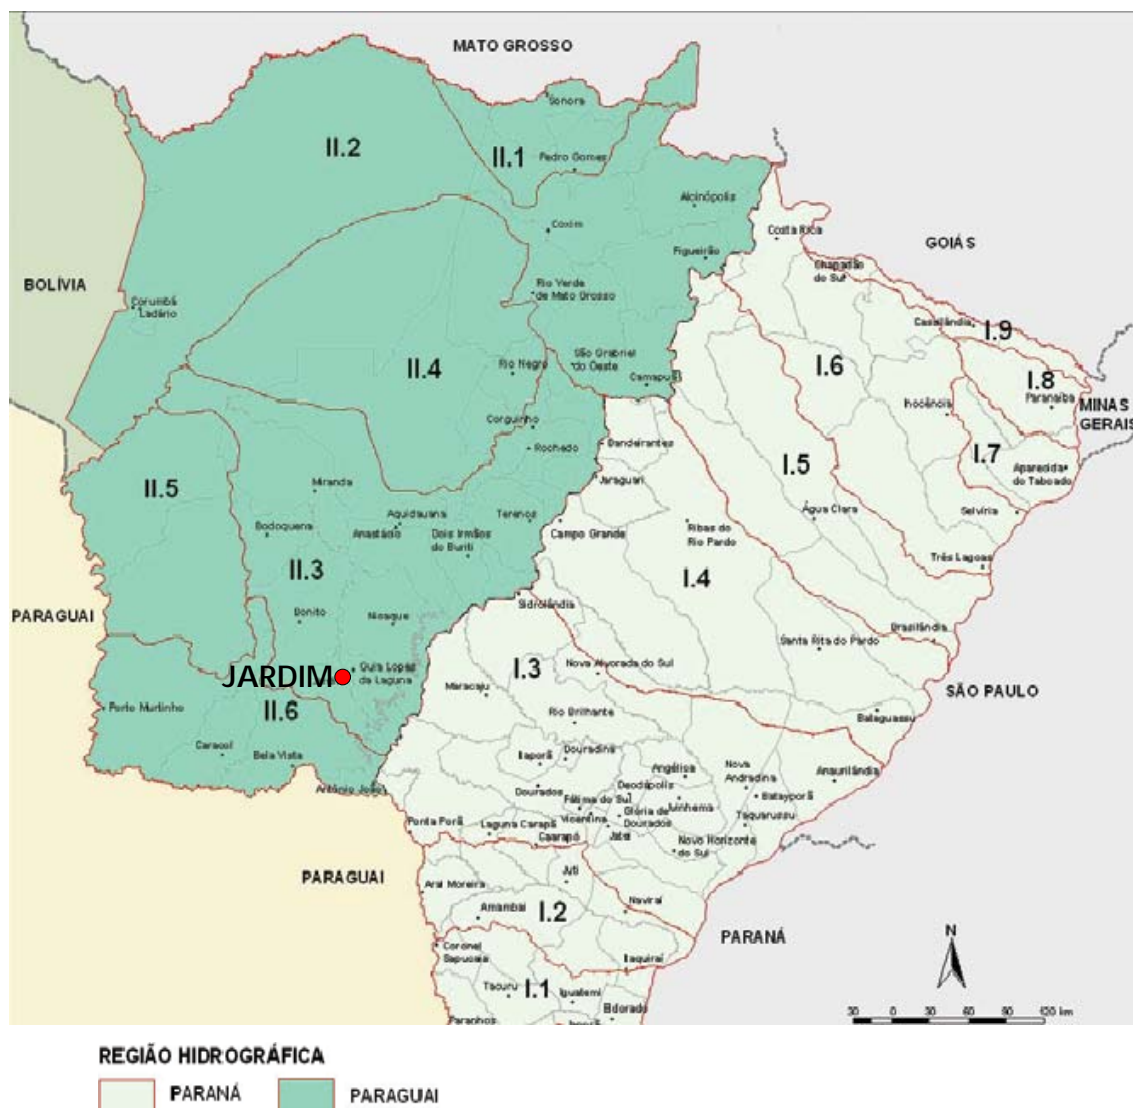 MATO GROSSO
Sonora
II.2
II.1
Pedro Gomes
Alcinópolis
Coxim
Costa Rica
GOIÁS
Figueirão
Chapadão
do Sul
BOLÍVIA
Rio Verde
de Mato Grosso
Corumbá
Ladário
Cassilândia
I.9
São Grabriel
do Oeste
Rio Negro
II.4
I.6
I.8
Camapuã
Paranaíba
MINAS
GERAIS
Inocência
Corguinho
Bandeirantes
Rochedo
I.7
I.5
Aparecida
do Taboado
Jaraguari
II.5
Miranda
Água Clara
Selvíria
Aquidauana
Terenos
Bodoquena
Anastácio
Dois Irmãos
do Buriti
Campo Grande
Ribas do
Rio Pardo
Três Lagoas
II.3
I.4
PARAGUAI
Bonito
Nioaque
Sidrolândia
Brasilândia
Santa Rita do Pardo
JARDIM
Guia Lopes
da Laguna
I.3
Nova Alvorada do Sul
SÃO PAULO
Maracaju
Porto Murtinho
II.6
Rio Brilhante
Bataguassu
Caracol
Bela Vista
Itaporã
Douradina
Angélica
Nova
Andradina
Anaurilândia
Antônio João
Dourados
Deodápolis
Fátima do Sul
Ivinhema
Batayporã
Glória de
Dourados
Vicentina
Taquarussu
Ponta Porã
Laguna Carapã
Caarapó
Jateí
Novo Horizonte
do Sul
PARAGUAI
Juti
Aral Moreira
Amambai
I.2
Naviraí
PARANÁ
N
Coronel
Sapucaia
Itaquiraí
Tacuru
I.1
Iguatemi
Eldorado
Paranhos
30 0 30 60 90 120 km
REGIÃO HIDROGRÁFICA
PARANÁ
PARAGUAI